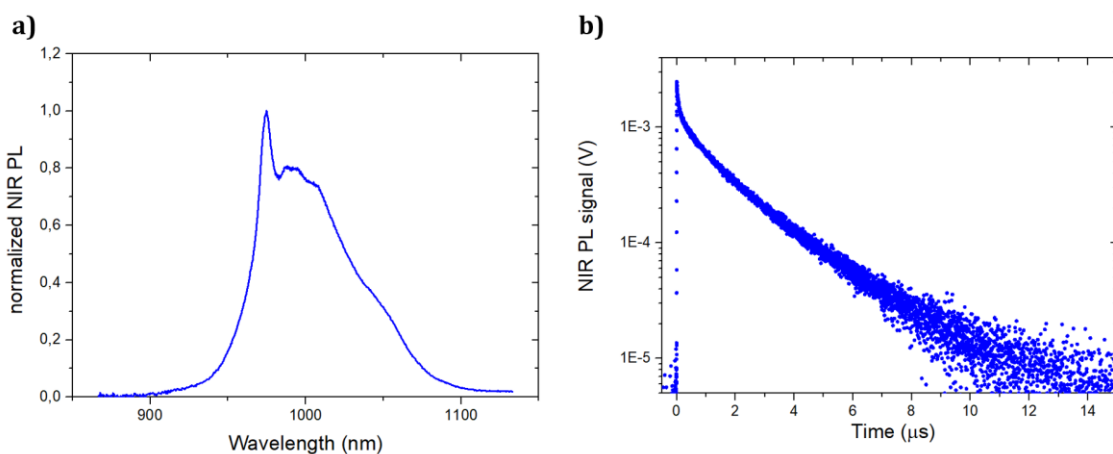 a)
1,2
1,0
0,8
0,6
0,4
0,2
0,0
normalized NIR PL
900
1000
1100
Wavelength (nm)
b)
1E-3
1E-4
1E-5
NIR PL signal (V)
0
2
4
6
8
10
12
14
Time (μs)